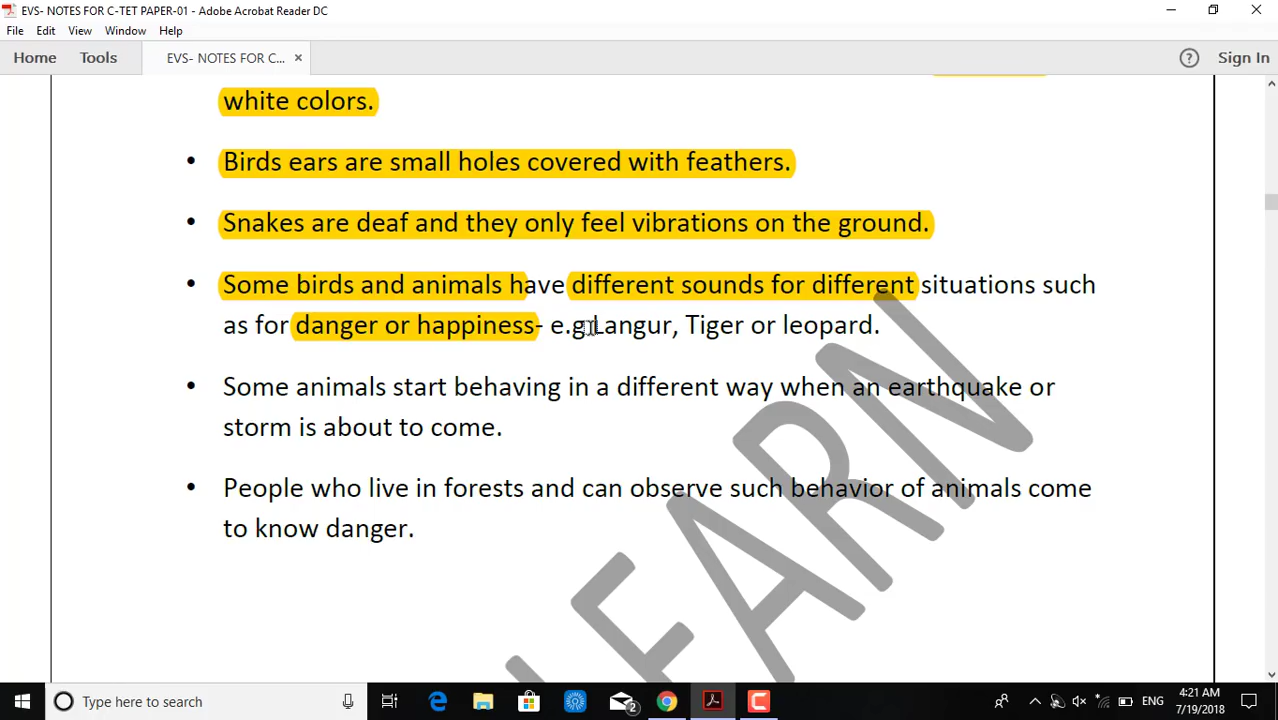 EVS- NOTES FOR C-TET PAPER-01 - Adobe Acrobat Reader DC
File Edit View Window Help
Home Tools EVS- NOTES FOR C-TET P... × Sign In
white colors.
• Birds ears are small holes covered with feathers.
• Snakes are deaf and they only feel vibrations on the ground.
• Some birds and animals have different sounds for different situations such
as for danger or happiness- e.g Langur, Tiger or leopard.
• Some animals start behaving in a different way when an earthquake or
storm is about to come.
• People who live in forests and can observe such behavior of animals come
to know danger.
LEARN
Type here to search
2
ENG
4:21 AM
7/19/2018